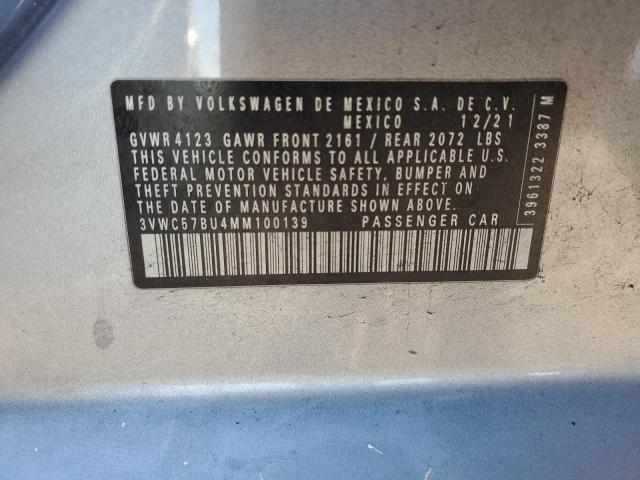 MFD BY VOLKSWAGEN DE MEXICO S.A. DE C.V.
MEXICO 12/21
GVWR 4123 GAWR FRONT 2161 / REAR 2072 LBS
THIS VEHICLE CONFORMS TO ALL APPLICABLE U.S.
FEDERAL MOTOR VEHICLE SAFETY, BUMPER AND
THEFT PREVENTION STANDARDS IN EFFECT ON
THE DATE OF MANUFACTURE SHOWN ABOVE.
3VWC57BU4MM100139 PASSENGER CAR
3961322 3387 M